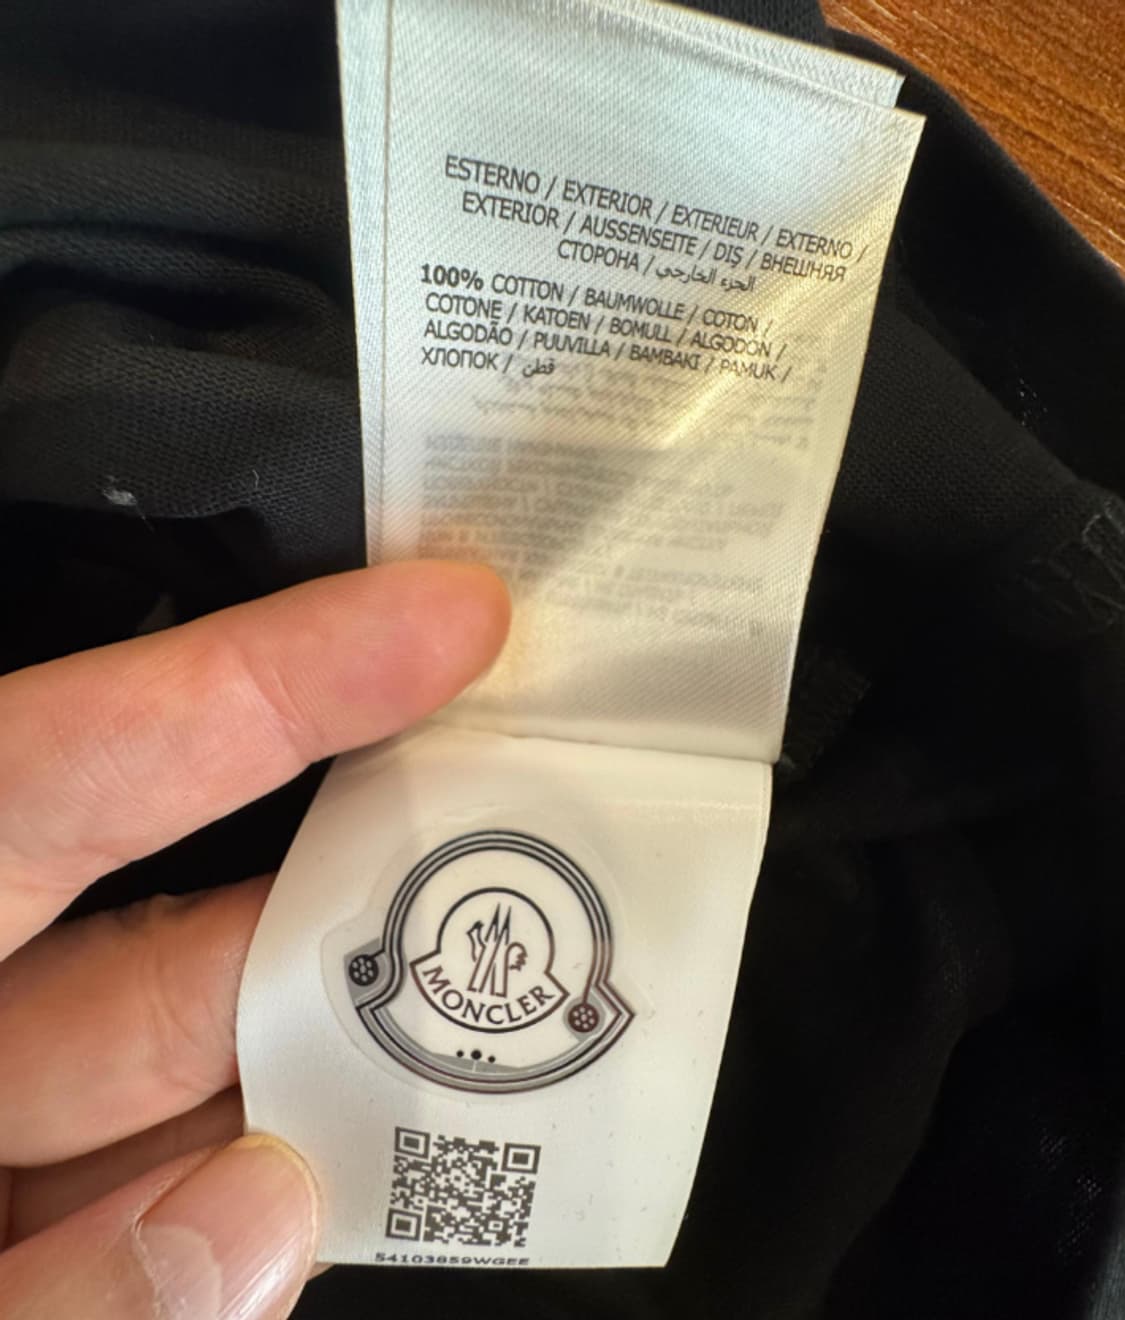 ESTERNO / EXTERIOR / EXTERIEUR / EXTERNO /
EXTERIOR / AUSSENSEITE / DIŞ / ВНЕШНЯЯ
СТОРОНА / الجزء الخارجي
100% COTTON / BAUMWOLLE / COTON /
COTONE / KATOEN / BOMULL / ALGODON /
ALGODÃO / PUUVILLA / BAMBAKI / PAMUK /
ХЛОПОК / قطن
MONCLER
54103859WGEE